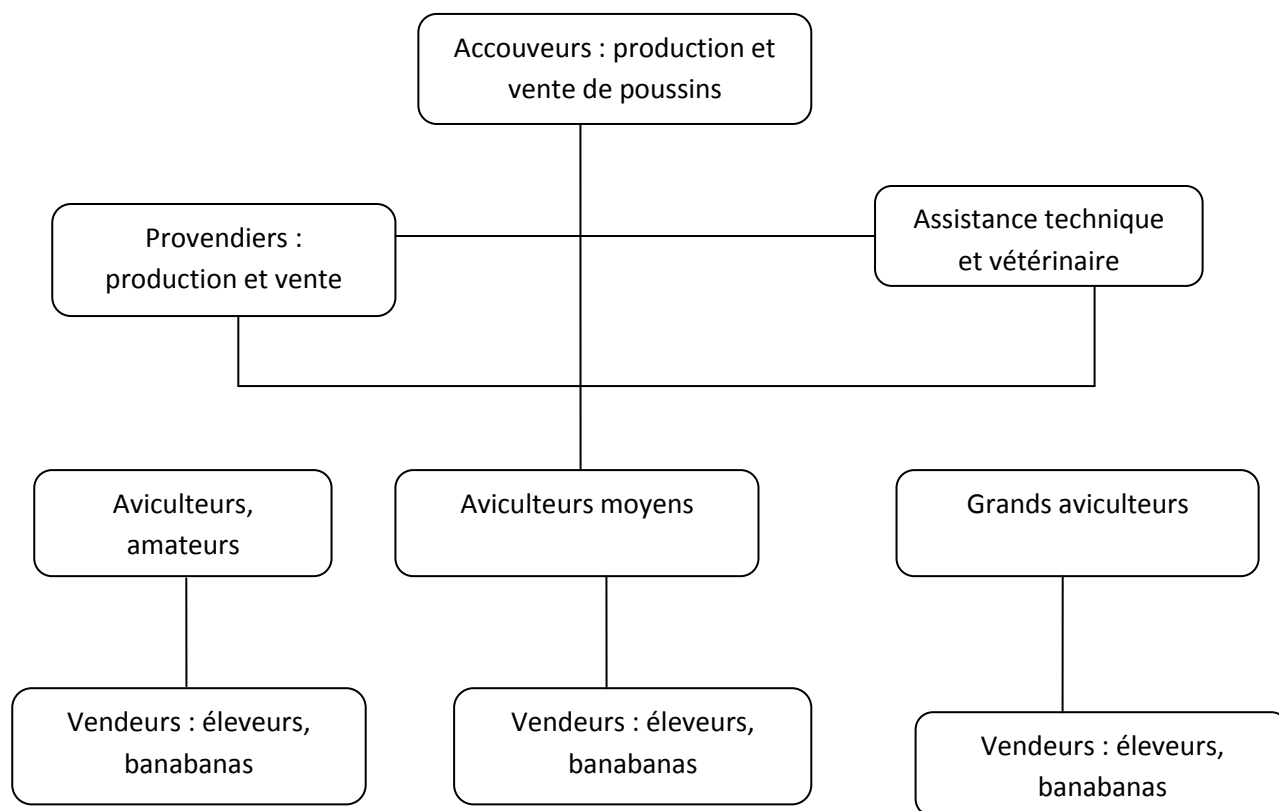 Accouveurs : production et
vente de poussins
Provendiers :
production et vente
Assistance technique
et vétérinaire
Aviculteurs,
amateurs
Aviculteurs moyens
Grands aviculteurs
Vendeurs : éleveurs,
banabanas
Vendeurs : éleveurs,
banabanas
Vendeurs : éleveurs,
banabanas